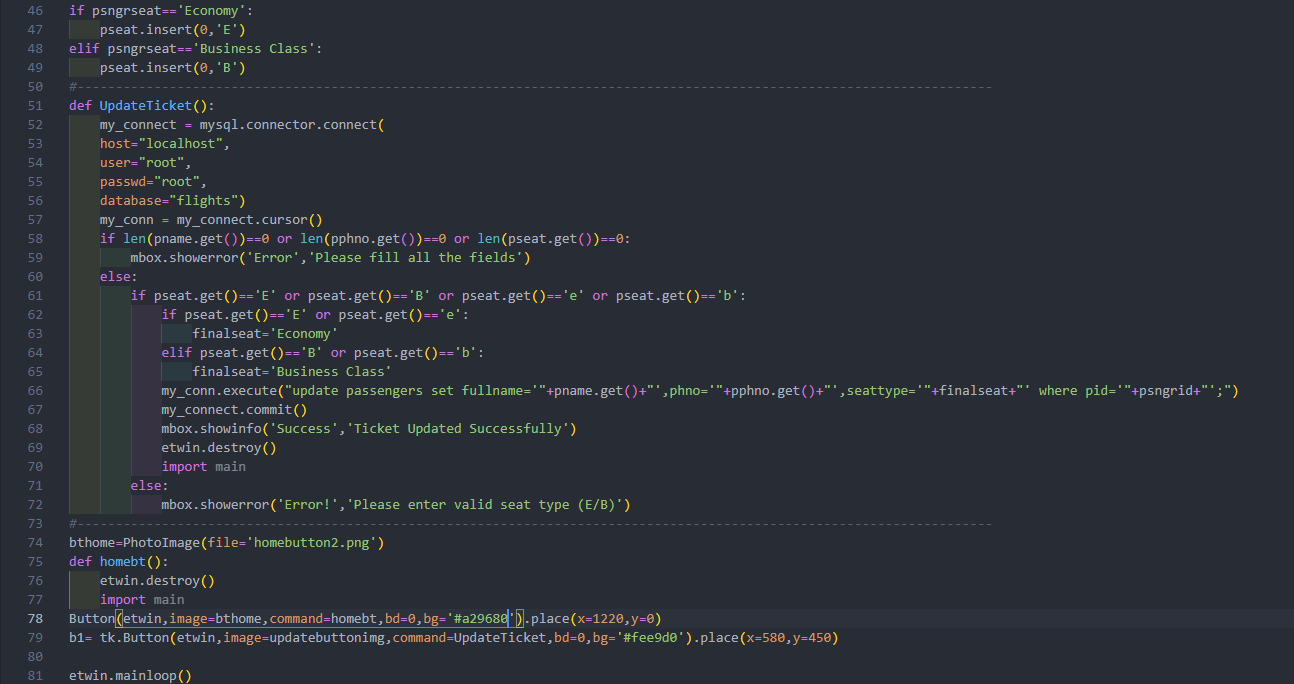 46 if psngrseat=='Economy':
47     pseat.insert(0,'E')
48 elif psngrseat=='Business Class':
49     pseat.insert(0,'B')
50 #-----------------------------------------------------------------------------------------------------------------------
51 def UpdateTicket():
52     my_connect = mysql.connector.connect(
53     host="localhost",
54     user="root",
55     passwd="root",
56     database="flights")
57     my_conn = my_connect.cursor()
58     if len(pname.get())==0 or len(pphno.get())==0 or len(pseat.get())==0:
59         mbox.showerror('Error','Please fill all the fields')
60     else:
61         if pseat.get()=='E' or pseat.get()=='B' or pseat.get()=='e' or pseat.get()=='b':
62             if pseat.get()=='E' or pseat.get()=='e':
63                 finalseat='Economy'
64             elif pseat.get()=='B' or pseat.get()=='b':
65                 finalseat='Business Class'
66             my_conn.execute("update passengers set fullname='"+pname.get()+"',phno='"+pphno.get()+"',seattype='"+finalseat+"' where pid='"+psngrid+"';")
67             my_connect.commit()
68             mbox.showinfo('Success','Ticket Updated Successfully')
69             etwin.destroy()
70             import main
71         else:
72             mbox.showerror('Error!','Please enter valid seat type (E/B)')
73 #-----------------------------------------------------------------------------------------------------------------------
74 bthome=PhotoImage(file='homebutton2.png')
75 def homebt():
76     etwin.destroy()
77     import main
78 Button(etwin,image=bthome,command=homebt,bd=0,bg='#a29680').place(x=1220,y=0)
79 b1= tk.Button(etwin,image=updatebuttonimg,command=UpdateTicket,bd=0,bg='#fee9d0').place(x=580,y=450)
80
81 etwin.mainloop()